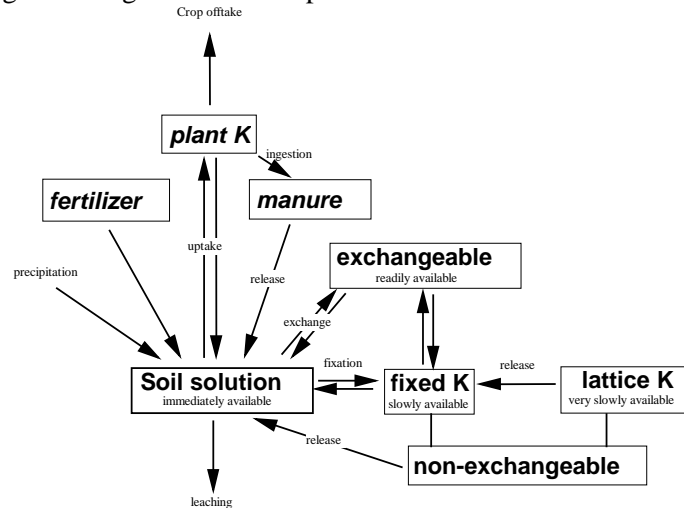 Crop offtake
plant K
ingestion
fertilizer
manure
uptake
precipitation
release
exchangeable
readily available
exchange
fixation
Soil solution
immediately available
fixed K
slowly available
release
lattice K
very slowly available
release
non-exchangeable
leaching